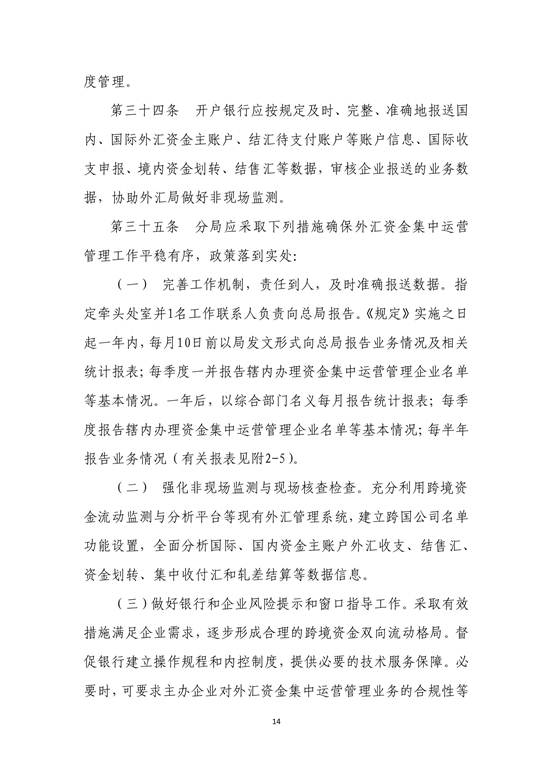 度管理。
第三十四条　开户银行应按规定及时、完整、准确地报送国
内、国际外汇资金主账户、结汇待支付账户等账户信息、国际收
支申报、境内资金划转、结售汇等数据，审核企业报送的业务数
据，协助外汇局做好非现场监测。
第三十五条　分局应采取下列措施确保外汇资金集中运营
管理工作平稳有序，政策落到实处：
（一） 完善工作机制，责任到人，及时准确报送数据。指
定牵头处室并1名工作联系人负责向总局报告。《规定》实施之日
起一年内，每月10日前以局发文形式向总局报告业务情况及相关
统计报表；每季度一并报告辖内办理资金集中运营管理企业名单
等基本情况。一年后，以综合部门名义每月报告统计报表；每季
度报告辖内办理资金集中运营管理企业名单等基本情况；每半年
报告业务情况（有关报表见附2-5）。
（二） 强化非现场监测与现场核查检查。充分利用跨境资
金流动监测与分析平台等现有外汇管理系统，建立跨国公司名单
功能设置，全面分析国际、国内资金主账户外汇收支、结售汇、
资金划转、集中收付汇和轧差结算等数据信息。
（三）做好银行和企业风险提示和窗口指导工作。采取有效
措施满足企业需求，逐步形成合理的跨境资金双向流动格局。督
促银行建立操作规程和内控制度，提供必要的技术服务保障。必
要时，可要求主办企业对外汇资金集中运营管理业务的合规性等
14